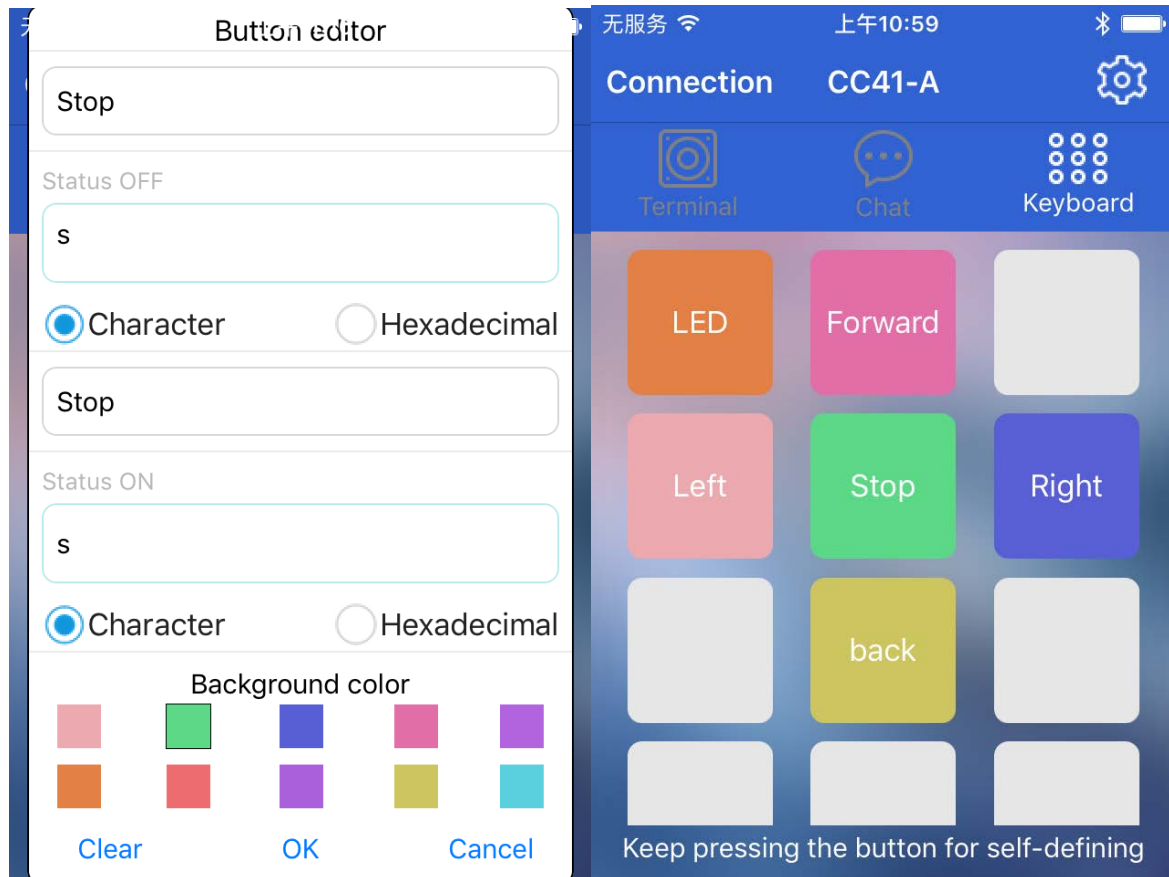 Button editor
Stop
Status OFF
s
Character Hexadecimal
Stop
Status ON
s
Character Hexadecimal
Background color
Clear OK Cancel
无服务 上午10:59
Connection CC41-A
Terminal Chat Keyboard
LED Forward
Left Stop Right
back
Keep pressing the button for self-defining